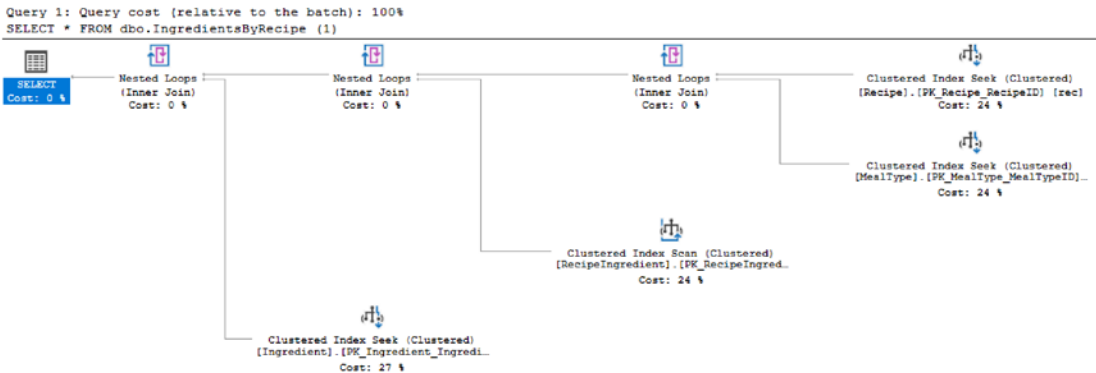 Query 1: Query cost (relative to the batch): 100%
SELECT * FROM dbo.IngredientsByRecipe (1)
SELECT
Cost: 0 %
Nested Loops
(Inner Join)
Cost: 0 %
Nested Loops
(Inner Join)
Cost: 0 %
Nested Loops
(Inner Join)
Cost: 0 %
Clustered Index Seek (Clustered)
[Recipe].[PK_Recipe_RecipeID] [rec]
Cost: 24 %
Clustered Index Seek (Clustered)
[MealType].[PK_MealType_MealTypeID]…
Cost: 24 %
Clustered Index Scan (Clustered)
[RecipeIngredient].[PK_RecipeIngred…
Cost: 24 %
Clustered Index Seek (Clustered)
[Ingredient].[PK_Ingredient_Ingredi…
Cost: 27 %